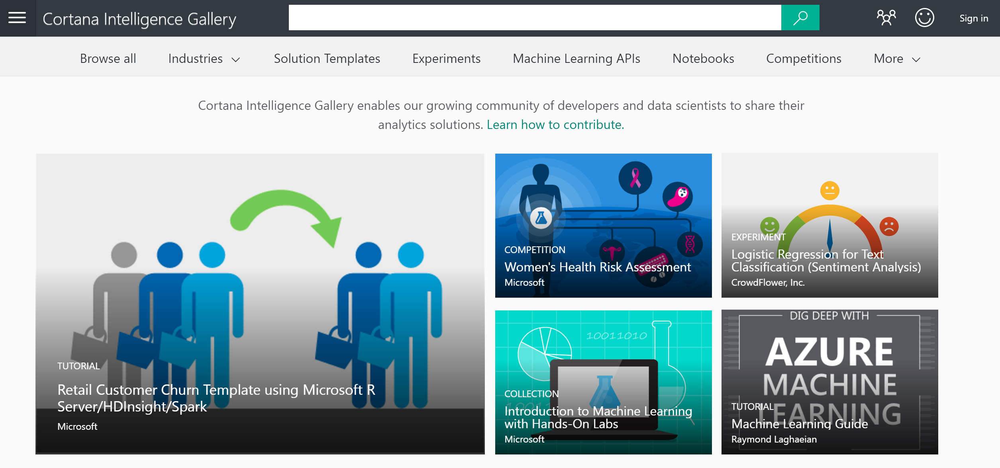 Cortana Intelligence Gallery
Sign in
Browse all
Industries
Solution Templates
Experiments
Machine Learning APIs
Notebooks
Competitions
More
Cortana Intelligence Gallery enables our growing community of developers and data scientists to share their
analytics solutions. Learn how to contribute.
TUTORIAL
Retail Customer Churn Template using Microsoft R
Server/HDInsight/Spark
Microsoft
COMPETITION
Women's Health Risk Assessment
Microsoft
EXPERIMENT
Logistic Regression for Text
Classification (Sentiment Analysis)
CrowdFlower, Inc.
10011010
COLLECTION
Introduction to Machine Learning
with Hands-On Labs
Microsoft
DIG DEEP WITH
AZURE
MACHINE
LEARNING
TUTORIAL
Machine Learning Guide
Raymond Laghaeian